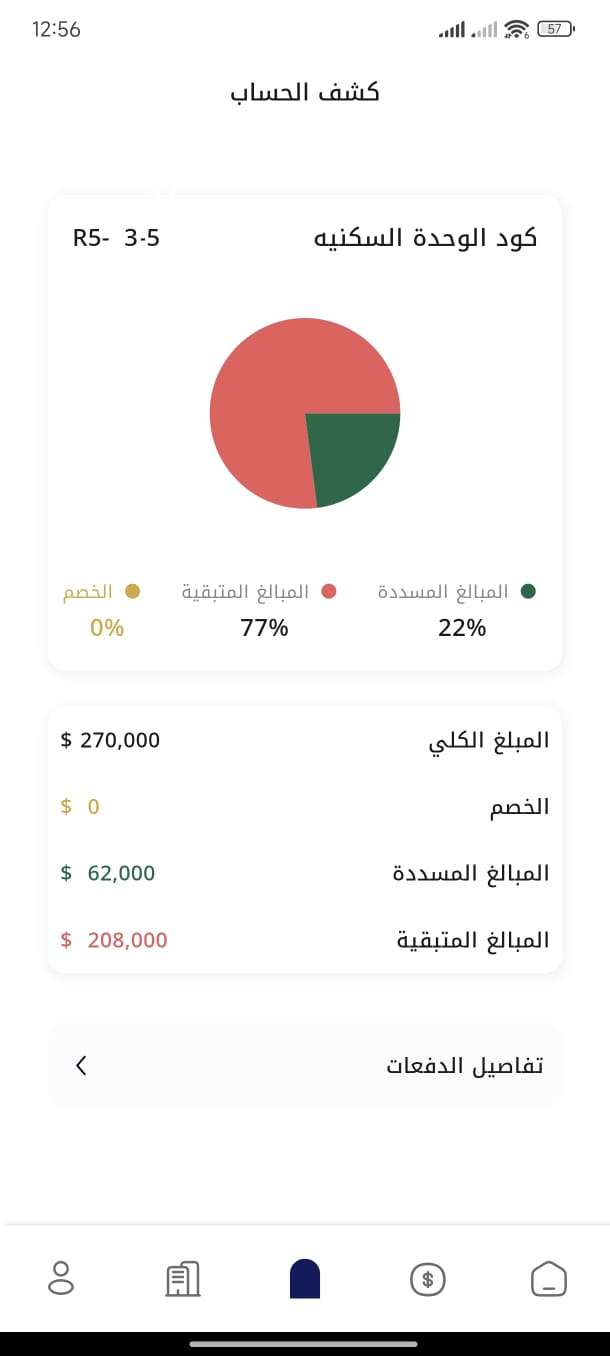 12:56
57
6
كشف الحساب
كود الوحدة السكنيه R5- 3-5
المبالغ المسددة المبالغ المتبقية الخصم
22% 77% 0%
المبلغ الكلي $ 270,000
الخصم $ 0
المبالغ المسددة $ 62,000
المبالغ المتبقية $ 208,000
تفاصيل الدفعات
$